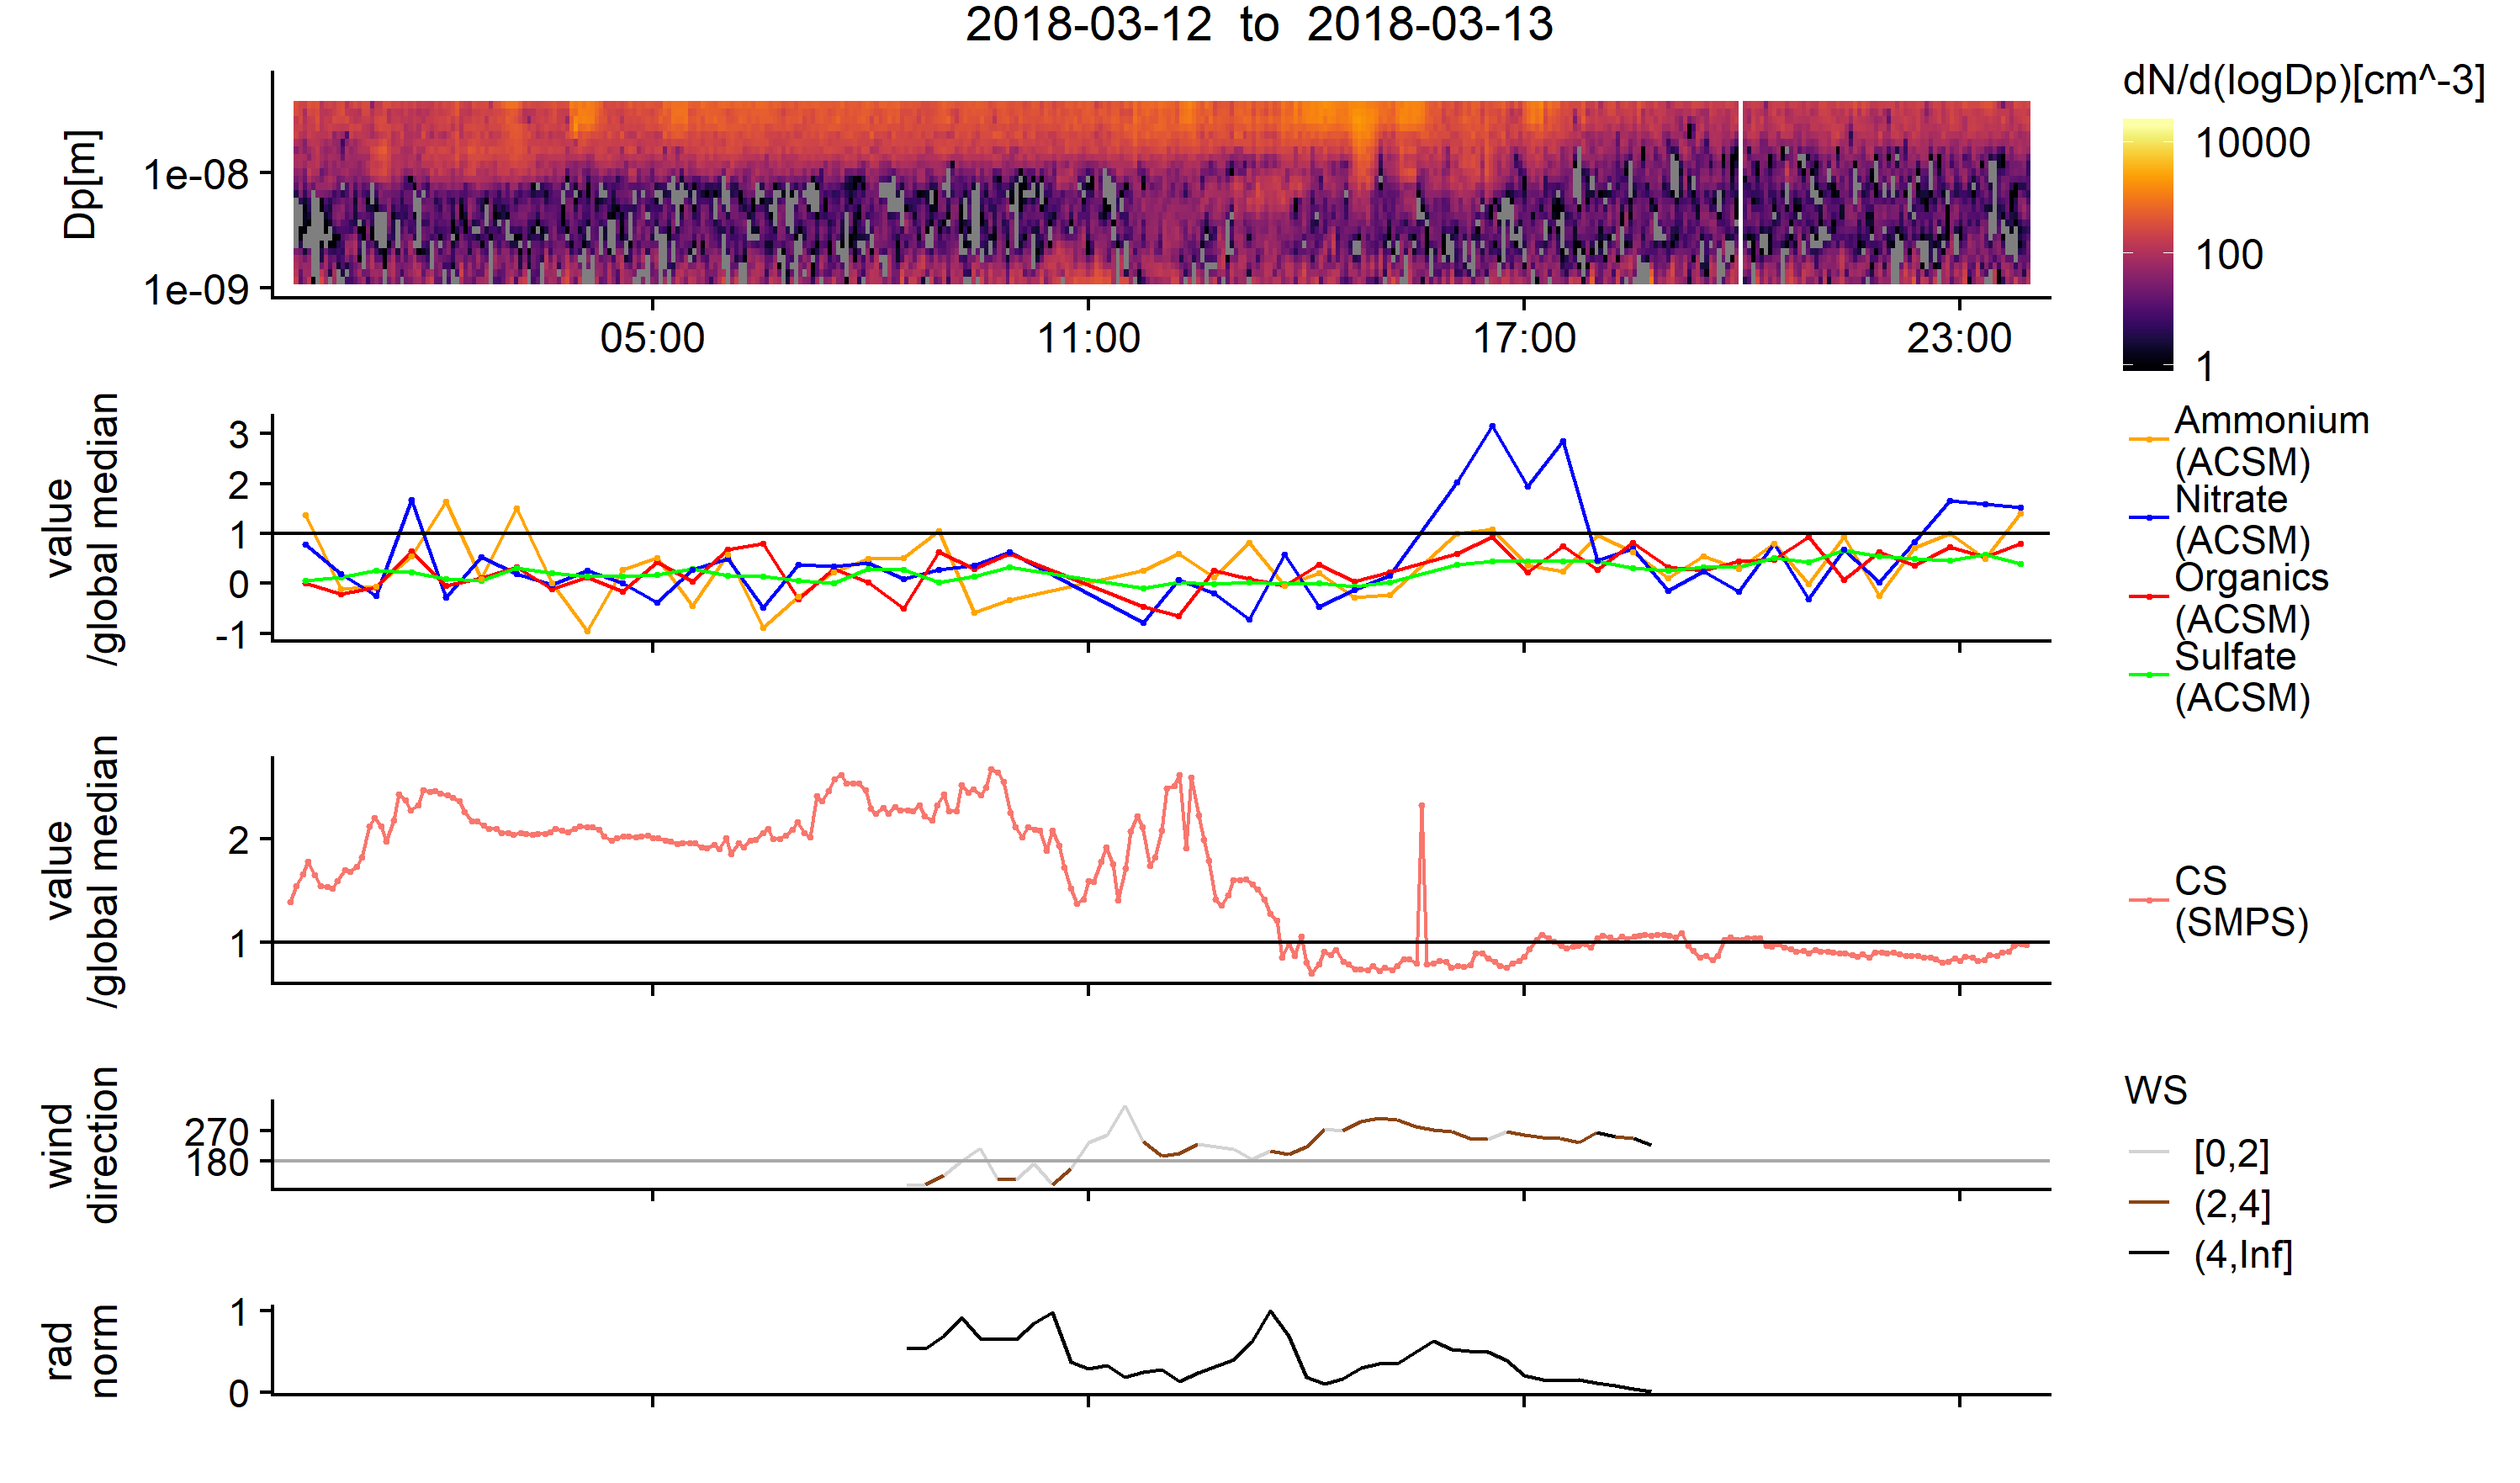 2018-03-12 to 2018-03-13
Dp[m]
1e-08
1e-09
05:00
11:00
17:00
23:00
dN/d(logDp)[cm^-3]
10000
100
1
value
/global median
3
2
1
0
-1
Ammonium
(ACSM)
Nitrate
(ACSM)
Organics
(ACSM)
Sulfate
(ACSM)
value
/global median
2
1
CS
(SMPS)
wind
direction
270
180
WS
[0,2]
(2,4]
(4,Inf]
rad
norm
1
0